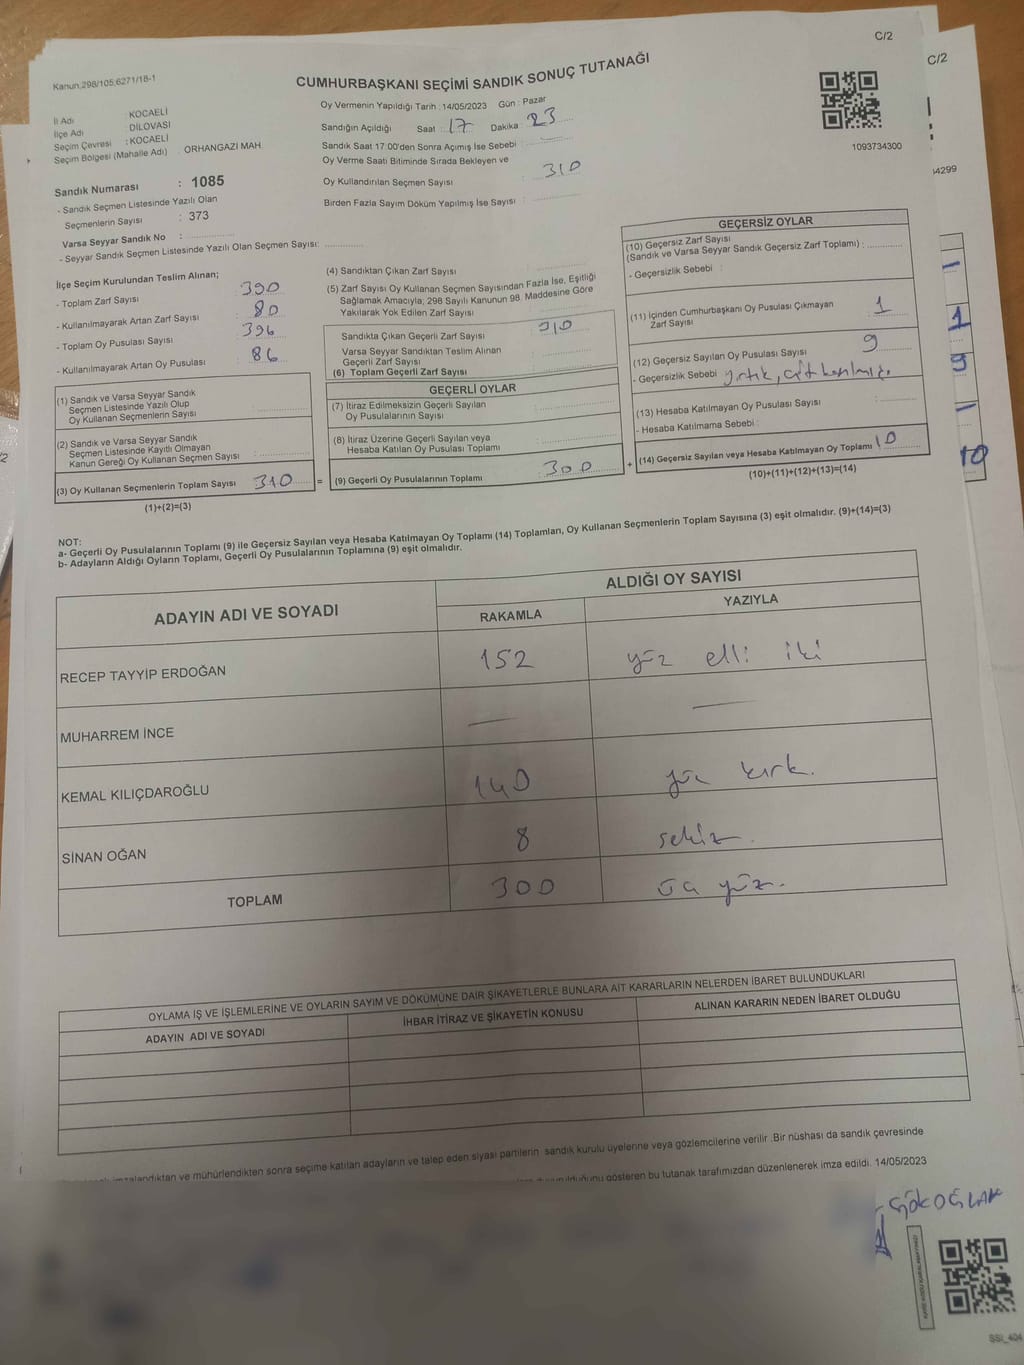 C/2
C/2
Kanun,298/105;6271/18-1
CUMHURBAŞKANI SEÇİMİ SANDIK SONUÇ TUTANAĞI
İl Adı : KOCAELİ
İlçe Adı : DİLOVASI
Seçim Çevresi : KOCAELİ
Seçim Bölgesi (Mahalle Adı) : ORHANGAZİ MAH.
Oy Vermenin Yapıldığı Tarih : 14/05/2023 Gün : Pazar
Sandığın Açıldığı Saat : 17 Dakika : 23
Sandık Saat 17:00'den Sonra Açımış İse Sebebi :
Oy Verme Saati Bitiminde Sırada Bekleyen ve
Oy Kullandırılan Seçmen Sayısı : 310
Birden Fazla Sayım Döküm Yapılmış İse Sayısı :
1093734300
34299
Sandık Numarası : 1085
- Sandık Seçmen Listesinde Yazılı Olan
Seçmenlerin Sayısı : 373
Varsa Seyyar Sandık No :
- Seyyar Sandık Seçmen Listesinde Yazılı Olan Seçmen Sayısı:
İlçe Seçim Kurulundan Teslim Alınan;
- Toplam Zarf Sayısı : 390
- Kullanılmayarak Artan Zarf Sayısı : 80
- Toplam Oy Pusulası Sayısı : 396
- Kullanılmayarak Artan Oy Pusulası : 86
(1) Sandık ve Varsa Seyyar Sandık
Seçmen Listesinde Yazılı Olup
Oy Kullanan Seçmenlerin Sayısı :
(2) Sandık ve Varsa Seyyar Sandık
Seçmen Listesinde Kayıtlı Olmayan
Kanun Gereği Oy Kullanan Seçmen Sayısı :
(3) Oy Kullanan Seçmenlerin Toplam Sayısı 310 =
(1)+(2)=(3)
(4) Sandıktan Çıkan Zarf Sayısı :
(5) Zarf Sayısı Oy Kullanan Seçmen Sayısından Fazla İse, Eşitliği
Sağlamak Amacıyla, 298 Sayılı Kanunun 98. Maddesine Göre
Yakılarak Yok Edilen Zarf Sayısı :
Sandıkta Çıkan Geçerli Zarf Sayısı : 310
Varsa Seyyar Sandıktan Teslim Alınan
Geçerli Zarf Sayısı :
(6) Toplam Geçerli Zarf Sayısı
GEÇERLİ OYLAR
(7) İtiraz Edilmeksizin Geçerli Sayılan
Oy Pusulalarının Sayısı :
(8) İtiraz Üzerine Geçerli Sayılan veya
Hesaba Katılan Oy Pusulası Toplamı :
(9) Geçerli Oy Pusulalarının Toplamı : 300 +
GEÇERSİZ OYLAR
(10) Geçersiz Zarf Sayısı
(Sandık ve Varsa Seyyar Sandık Geçersiz Zarf Toplamı) :
- Geçersizlik Sebebi :
(11) İçinden Cumhurbaşkanı Oy Pusulası Çıkmayan
Zarf Sayısı : 1
(12) Geçersiz Sayılan Oy Pusulası Sayısı : 9
- Geçersizlik Sebebi : yırtık, çift basılmış.
(13) Hesaba Katılmayan Oy Pusulası Sayısı :
- Hesaba Katılmama Sebebi :
(14) Geçersiz Sayılan veya Hesaba Katılmayan Oy Toplamı 10
(10)+(11)+(12)+(13)=(14)
1
9
10
NOT:
a- Geçerli Oy Pusulalarının Toplamı (9) ile Geçersiz Sayılan veya Hesaba Katılmayan Oy Toplamı (14) Toplamları, Oy Kullanan Seçmenlerin Toplam Sayısına (3) eşit olmalıdır. (9)+(14)=(3)
b- Adayların Aldığı Oyların Toplamı, Geçerli Oy Pusulalarının Toplamına (9) eşit olmalıdır.
ADAYIN ADI VE SOYADI
ALDIĞI OY SAYISI
RAKAMLA YAZIYLA
RECEP TAYYİP ERDOĞAN 152 yüz elli iki
MUHARREM İNCE — —
KEMAL KILIÇDAROĞLU 140 yüz kırk.
SİNAN OĞAN 8 sekiz.
TOPLAM 300 üç yüz.
OYLAMA İŞ VE İŞLEMLERİNE VE OYLARIN SAYIM VE DÖKÜMÜNE DAİR ŞİKAYETLERLE BUNLARA AİT KARARLARIN NELERDEN İBARET BULUNDUKLARI
ADAYIN ADI VE SOYADI
İHBAR İTİRAZ VE ŞİKAYETİN KONUSU
ALINAN KARARIN NEDEN İBARET OLDUĞU
imzalandıktan ve mühürlendikten sonra seçime katılan adayların ve talep eden siyasi partilerin sandık kurulu üyelerine veya gözlemcilerine verilir .Bir nüshası da sandık çevresinde
duyurulduğunu gösteren bu tutanak tarafımızdan düzenlenerek imza edildi. 14/05/2023
SSİ_404